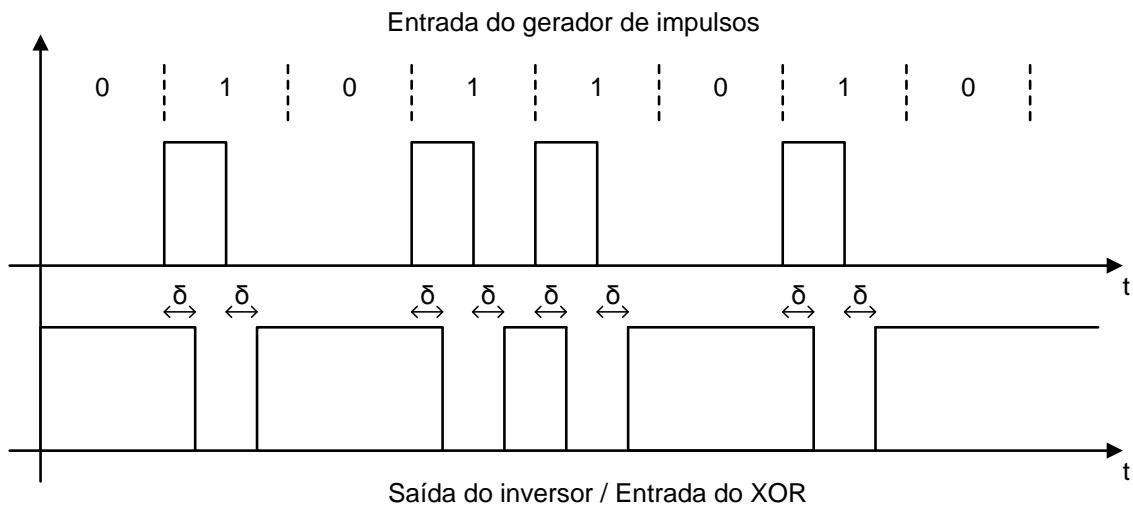 Entrada do gerador de impulsos
0 1 0 1 1 0 1 0
t
δ δ δ δ δ δ δ δ
t
Saída do inversor / Entrada do XOR